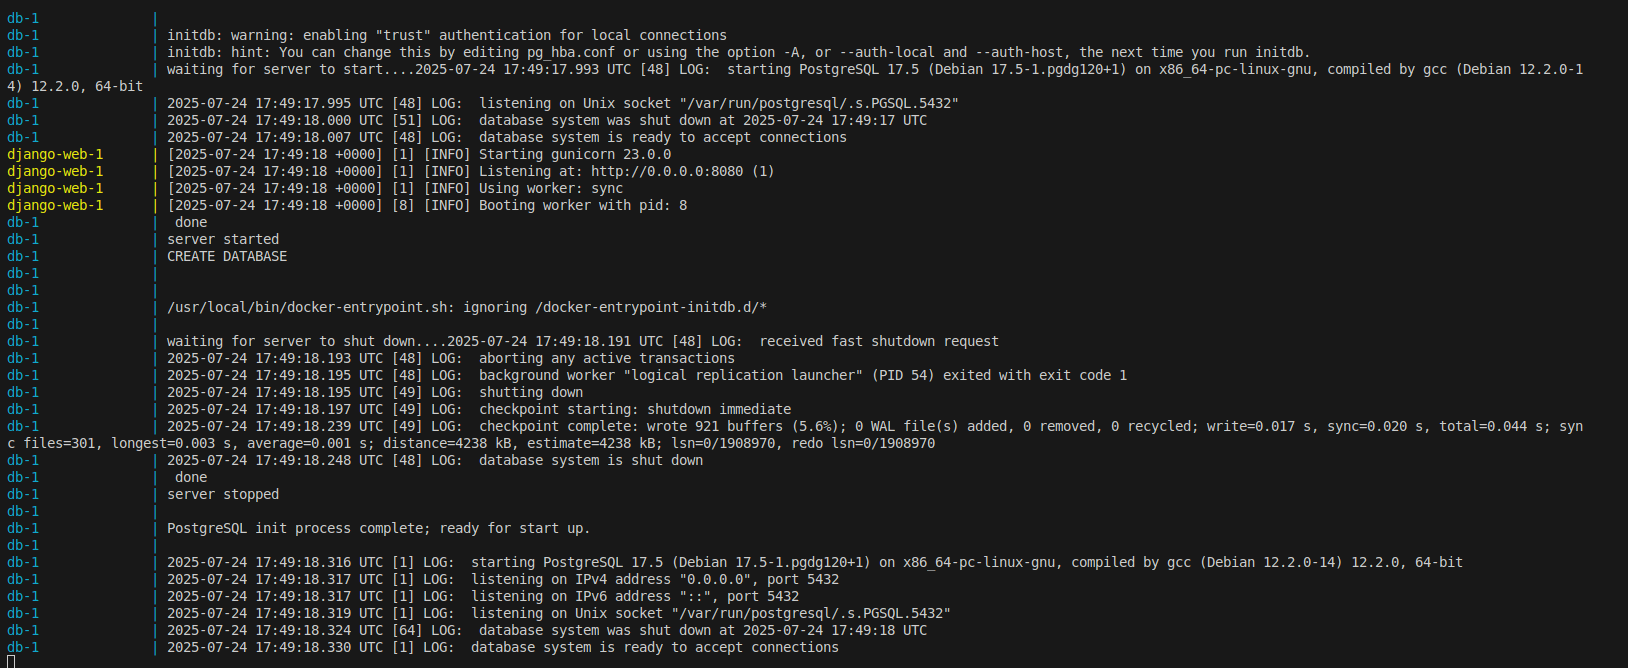 db-1 |
db-1 | initdb: warning: enabling "trust" authentication for local connections
db-1 | initdb: hint: You can change this by editing pg_hba.conf or using the option -A, or --auth-local and --auth-host, the next time you run initdb.
db-1 | waiting for server to start....2025-07-24 17:49:17.993 UTC [48] LOG:  starting PostgreSQL 17.5 (Debian 17.5-1.pgdg120+1) on x86_64-pc-linux-gnu, compiled by gcc (Debian 12.2.0-1
4) 12.2.0, 64-bit
db-1 | 2025-07-24 17:49:17.995 UTC [48] LOG:  listening on Unix socket "/var/run/postgresql/.s.PGSQL.5432"
db-1 | 2025-07-24 17:49:18.000 UTC [51] LOG:  database system was shut down at 2025-07-24 17:49:17 UTC
db-1 | 2025-07-24 17:49:18.007 UTC [48] LOG:  database system is ready to accept connections
django-web-1 | [2025-07-24 17:49:18 +0000] [1] [INFO] Starting gunicorn 23.0.0
django-web-1 | [2025-07-24 17:49:18 +0000] [1] [INFO] Listening at: http://0.0.0.0:8080 (1)
django-web-1 | [2025-07-24 17:49:18 +0000] [1] [INFO] Using worker: sync
django-web-1 | [2025-07-24 17:49:18 +0000] [8] [INFO] Booting worker with pid: 8
db-1 |  done
db-1 | server started
db-1 | CREATE DATABASE
db-1 |
db-1 |
db-1 | /usr/local/bin/docker-entrypoint.sh: ignoring /docker-entrypoint-initdb.d/*
db-1 |
db-1 | waiting for server to shut down....2025-07-24 17:49:18.191 UTC [48] LOG:  received fast shutdown request
db-1 | 2025-07-24 17:49:18.193 UTC [48] LOG:  aborting any active transactions
db-1 | 2025-07-24 17:49:18.195 UTC [48] LOG:  background worker "logical replication launcher" (PID 54) exited with exit code 1
db-1 | 2025-07-24 17:49:18.195 UTC [49] LOG:  shutting down
db-1 | 2025-07-24 17:49:18.197 UTC [49] LOG:  checkpoint starting: shutdown immediate
db-1 | 2025-07-24 17:49:18.239 UTC [49] LOG:  checkpoint complete: wrote 921 buffers (5.6%); 0 WAL file(s) added, 0 removed, 0 recycled; write=0.017 s, sync=0.020 s, total=0.044 s; syn
c files=301, longest=0.003 s, average=0.001 s; distance=4238 kB, estimate=4238 kB; lsn=0/1908970, redo lsn=0/1908970
db-1 | 2025-07-24 17:49:18.248 UTC [48] LOG:  database system is shut down
db-1 |  done
db-1 | server stopped
db-1 |
db-1 | PostgreSQL init process complete; ready for start up.
db-1 |
db-1 | 2025-07-24 17:49:18.316 UTC [1] LOG:  starting PostgreSQL 17.5 (Debian 17.5-1.pgdg120+1) on x86_64-pc-linux-gnu, compiled by gcc (Debian 12.2.0-14) 12.2.0, 64-bit
db-1 | 2025-07-24 17:49:18.317 UTC [1] LOG:  listening on IPv4 address "0.0.0.0", port 5432
db-1 | 2025-07-24 17:49:18.317 UTC [1] LOG:  listening on IPv6 address "::", port 5432
db-1 | 2025-07-24 17:49:18.319 UTC [1] LOG:  listening on Unix socket "/var/run/postgresql/.s.PGSQL.5432"
db-1 | 2025-07-24 17:49:18.324 UTC [64] LOG:  database system was shut down at 2025-07-24 17:49:18 UTC
db-1 | 2025-07-24 17:49:18.330 UTC [1] LOG:  database system is ready to accept connections